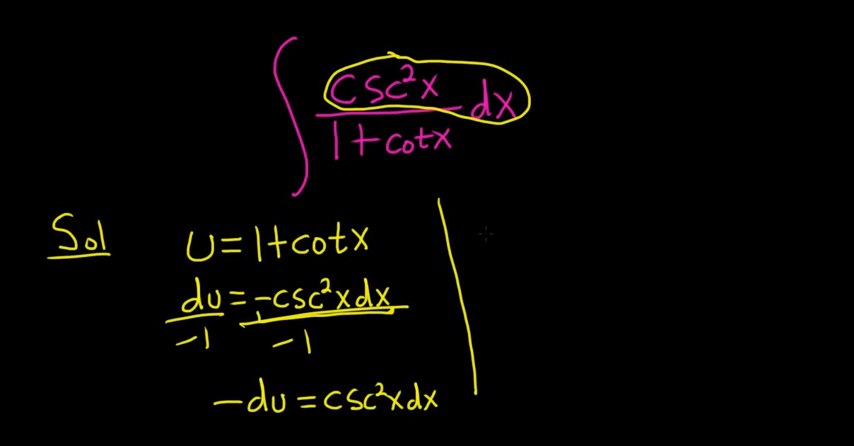 ∫ csc²x / 1+cotx dx
Sol
u = 1+cotx
du = -csc²x dx
-1 -1
-du = csc²x dx